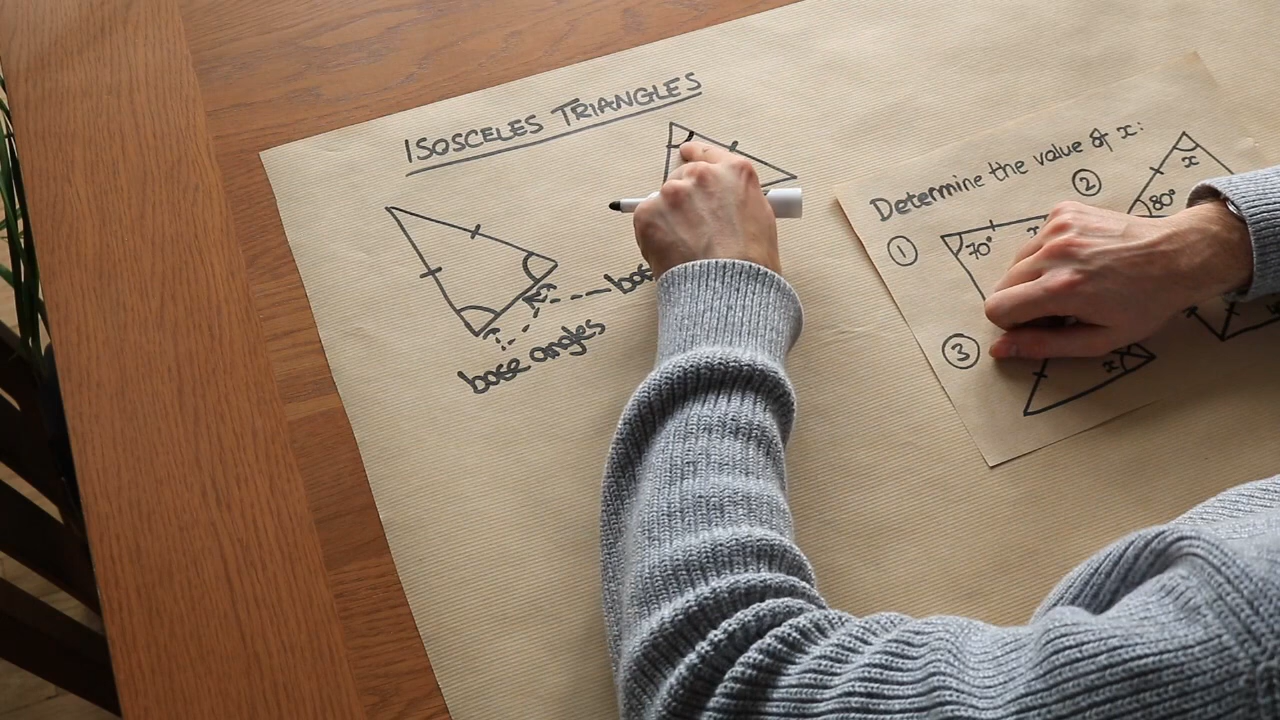 ISOSCELES TRIANGLES
base angles
Determine the value of x:
1
70°
x
2
x
80°
3
x